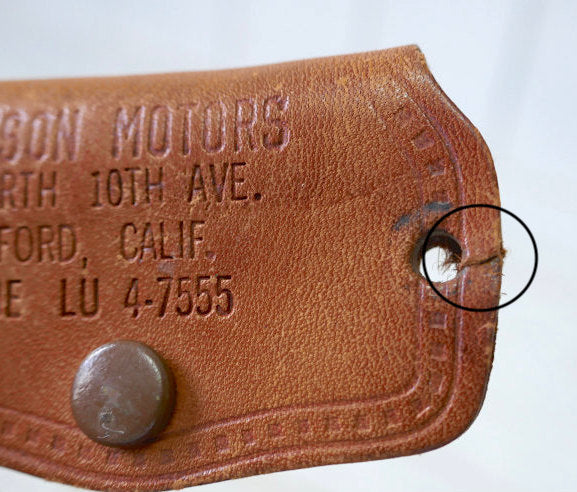 SON MOTORS
RTH 10TH AVE.
FORD, CALIF.
E LU 4-7555